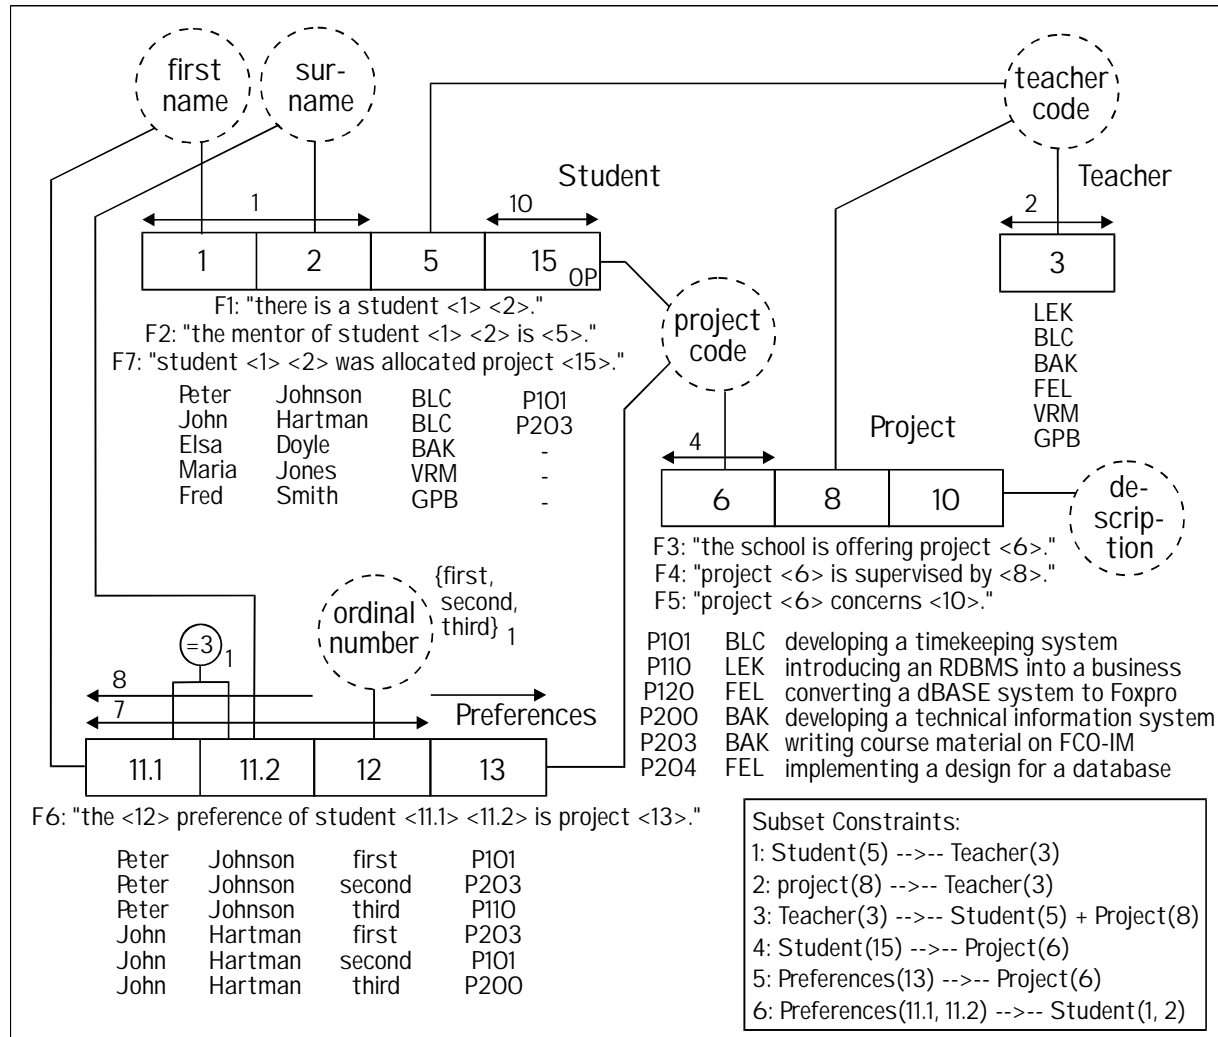 first
name
sur-
name
teacher
code
Student
Teacher
1
10
2
1 2 5 15 OP
3
F1: "there is a student <1> <2>."
F2: "the mentor of student <1> <2> is <5>."
F7: "student <1> <2> was allocated project <15>."
project
code
LEK
BLC
BAK
FEL
VRM
GPB
Peter Johnson BLC P101
John Hartman BLC P203
Elsa Doyle BAK -
Maria Jones VRM -
Fred Smith GPB -
Project
4
6 8 10
de-
scrip-
tion
F3: "the school is offering project <6>."
F4: "project <6> is supervised by <8>."
F5: "project <6> concerns <10>."
P101 BLC developing a timekeeping system
P110 LEK introducing an RDBMS into a business
P120 FEL converting a dBASE system to Foxpro
P200 BAK developing a technical information system
P203 BAK writing course material on FCO-IM
P204 FEL implementing a design for a database
ordinal
number
{first,
second,
third} 1
=3 1
8
7
Preferences
11.1 11.2 12 13
F6: "the <12> preference of student <11.1> <11.2> is project <13>."
Peter Johnson first P101
Peter Johnson second P203
Peter Johnson third P110
John Hartman first P203
John Hartman second P101
John Hartman third P200
Subset Constraints:
1: Student(5) -->-- Teacher(3)
2: project(8) -->-- Teacher(3)
3: Teacher(3) -->-- Student(5) + Project(8)
4: Student(15) -->-- Project(6)
5: Preferences(13) -->-- Project(6)
6: Preferences(11.1, 11.2) -->-- Student(1, 2)